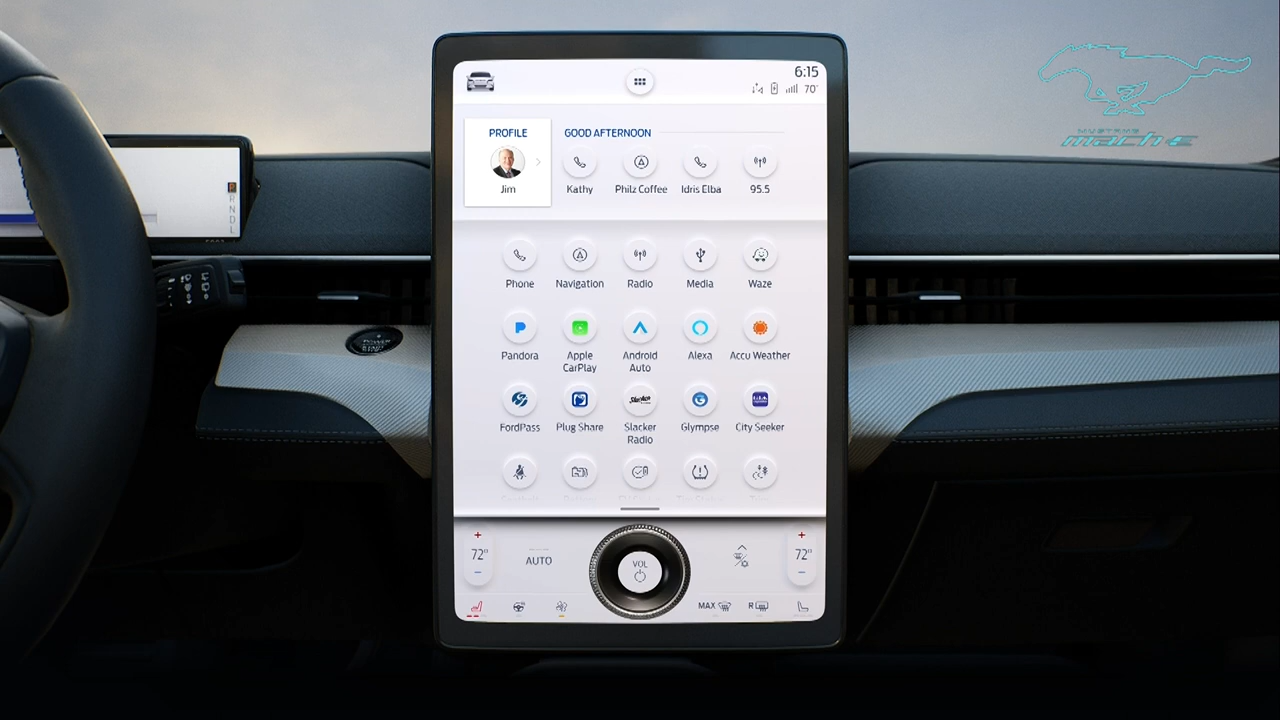 6:15
70°
MUSTANG
mach-e
PROFILE
GOOD AFTERNOON
Jim
Kathy
Philz Coffee
Idris Elba
95.5
P
R
N
D
L
Phone
Navigation
Radio
Media
Waze
Pandora
Apple
CarPlay
Android
Auto
Alexa
Accu Weather
FordPass
Plug Share
Slacker
Radio
Glympse
City Seeker
72°
AUTO
VOL
72°
MAX
R